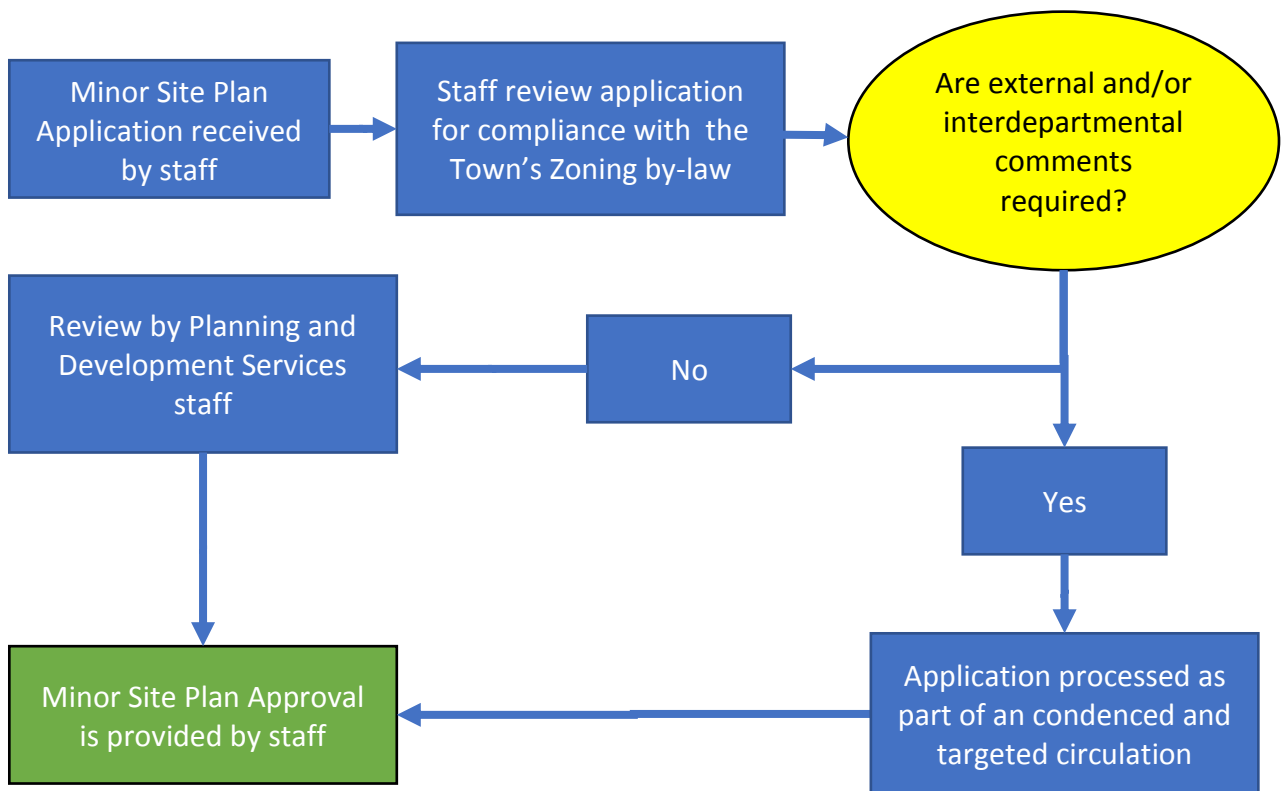 Minor Site Plan
Application received
by staff
Staff review application
for compliance with  the
Town’s Zoning by-law
Are external and/or
interdepartmental
comments
required?
Review by Planning and
Development Services
staff
No
Yes
Minor Site Plan Approval
is provided by staff
Application processed as
part of an condenced and
targeted circulation